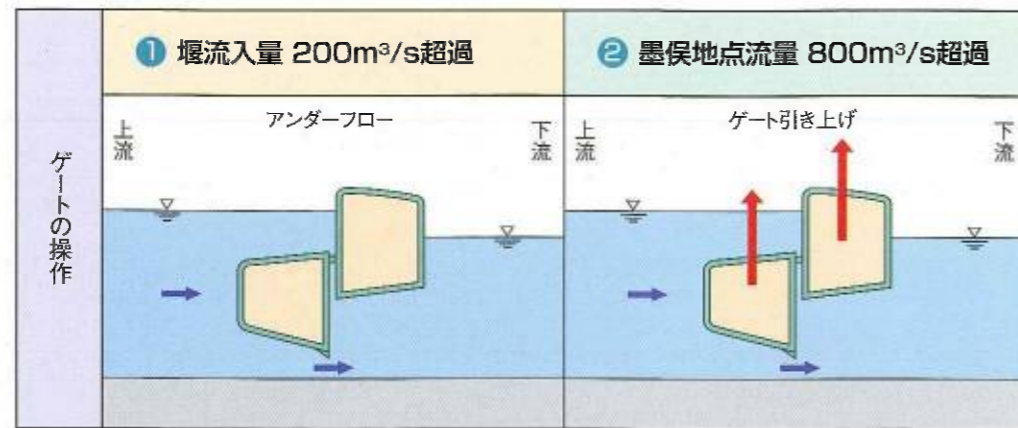 ① 堰流入量 200m³/s超過
② 墨俣地点流量 800m³/s超過
ゲートの操作
上流
アンダーフロー
下流
上流
ゲート引き上げ
下流